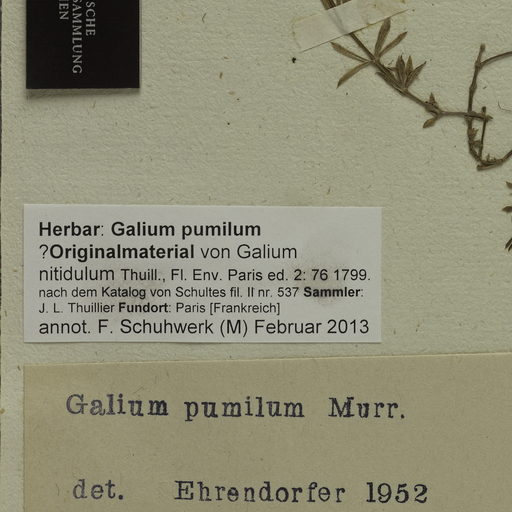 SCHE
SAMMLUNG
EN
Herbar: Galium pumilum
?Originalmaterial von Galium
nitidulum Thuill., Fl. Env. Paris ed. 2: 76 1799.
nach dem Katalog von Schultes fil. II nr. 537 Sammler:
J. L. Thuillier Fundort: Paris [Frankreich]
annot. F. Schuhwerk (M) Februar 2013
Galium pumilum Murr.
det. Ehrendorfer 1952